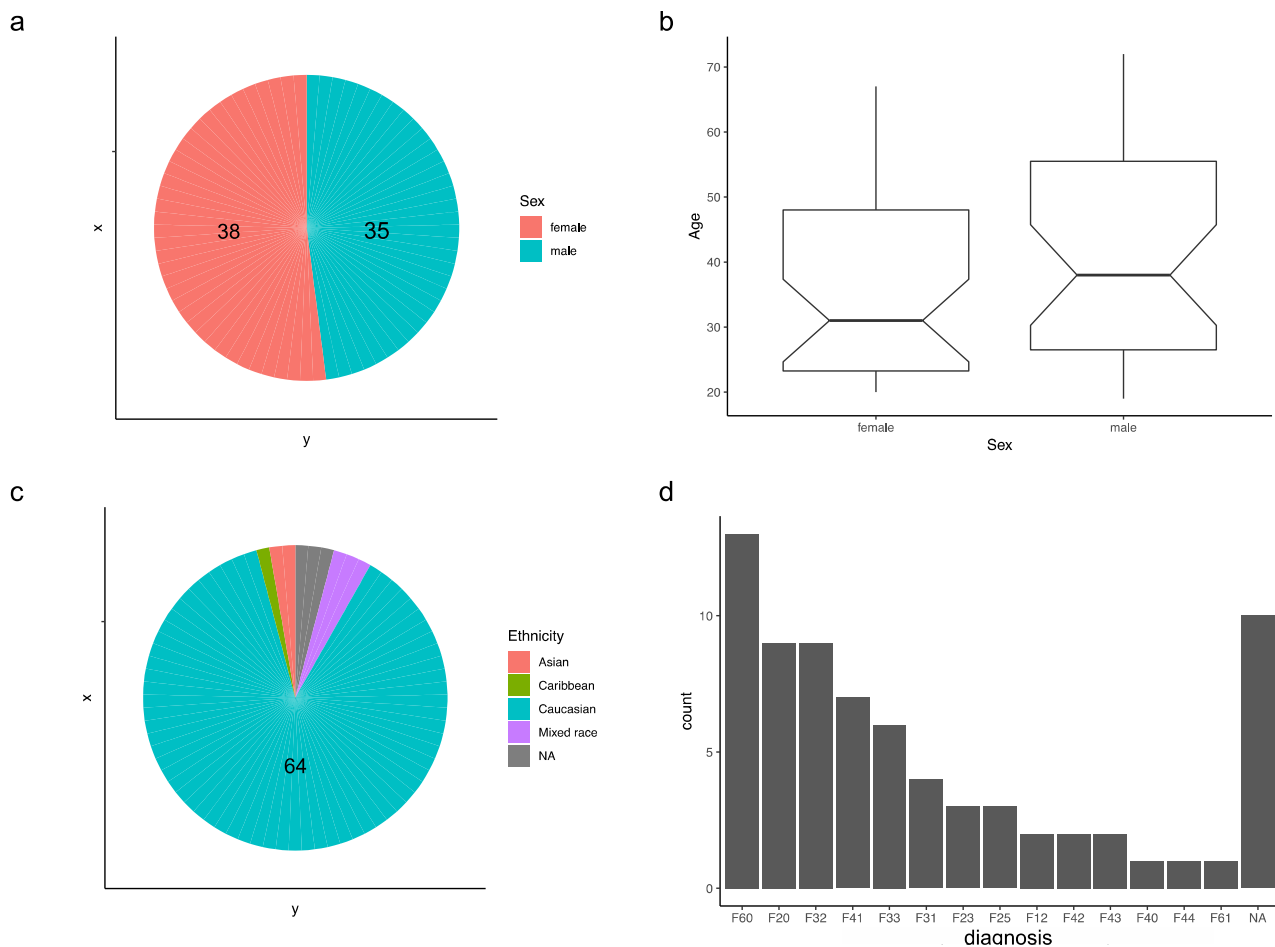 a
x
38
35
y
Sex
female
male
b
Age
70
60
50
40
30
20
female
male
Sex
c
x
64
y
Ethnicity
Asian
Caribbean
Caucasian
Mixed race
NA
d
count
10
5
0
F60 F20 F32 F41 F33 F31 F23 F25 F12 F42 F43 F40 F44 F61 NA
diagnosis